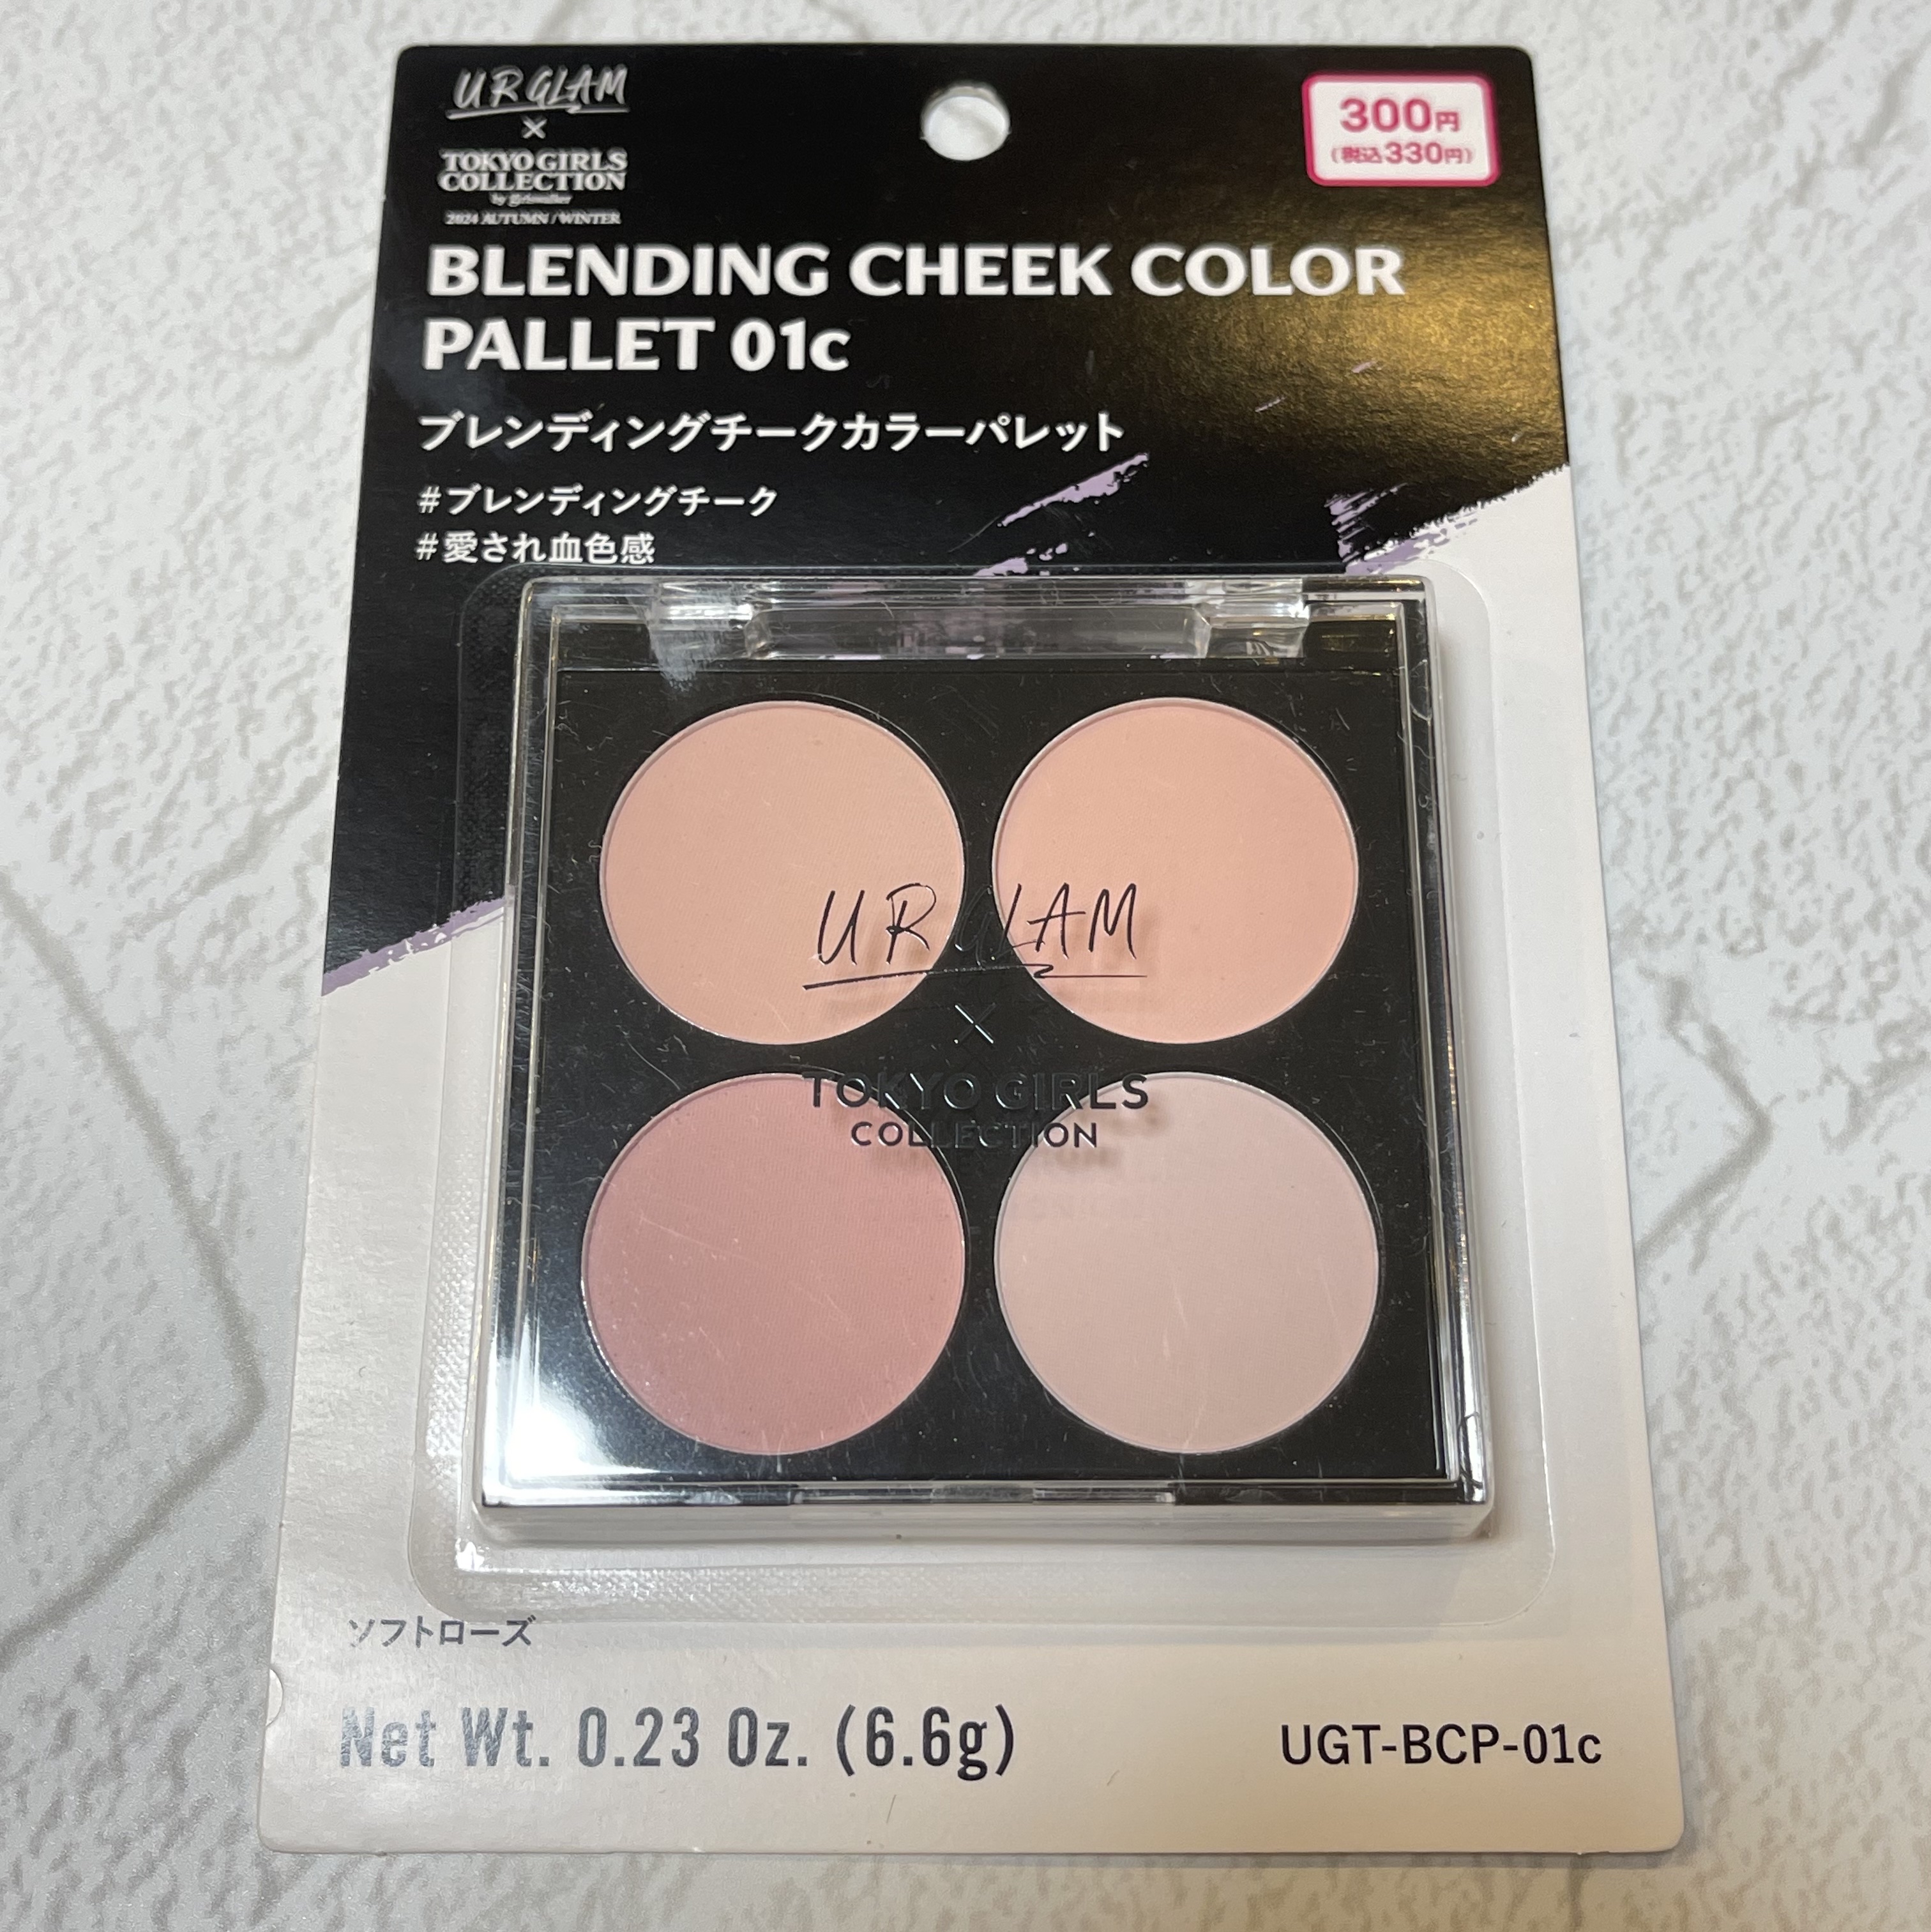 UR GLAM
×
TOKYO GIRLS
COLLECTION
by girlswalker
2024 AUTUMN / WINTER
300円
(税込330円)
BLENDING CHEEK COLOR
PALLET 01c
ブレンディングチークカラーパレット
#ブレンディングチーク
#愛され血色感
UR GLAM
×
TOKYO GIRLS
COLLECTION
ソフトローズ
Net Wt. 0.23 Oz. (6.6g)
UGT-BCP-01c